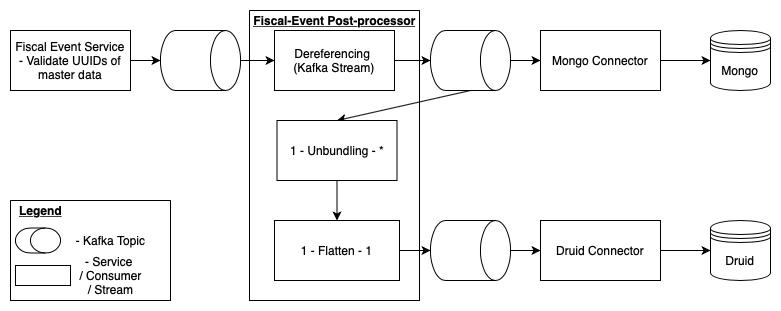 Fiscal-Event Post-processor
Fiscal Event Service
- Validate UUIDs of
master data
Dereferencing
(Kafka Stream)
Mongo Connector
Mongo
1 - Unbundling - *
Legend
- Kafka Topic
- Service
/ Consumer
/ Stream
1 - Flatten - 1
Druid Connector
Druid